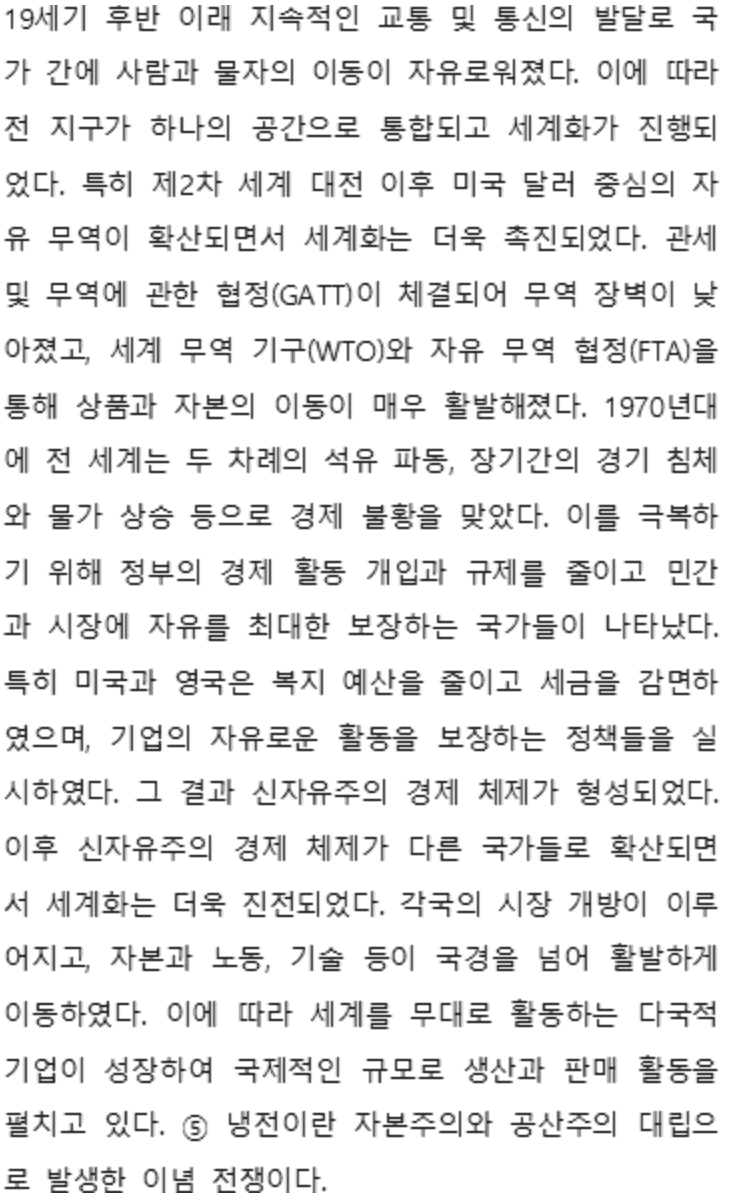 19세기 후반 이래 지속적인 교통 및 통신의 발달로 국
가 간에 사람과 물자의 이동이 자유로워졌다. 이에 따라
전 지구가 하나의 공간으로 통합되고 세계화가 진행되
었다. 특히 제2차 세계 대전 이후 미국 달러 중심의 자
유 무역이 확산되면서 세계화는 더욱 촉진되었다. 관세
및 무역에 관한 협정(GATT)이 체결되어 무역 장벽이 낮
아졌고, 세계 무역 기구(WTO)와 자유 무역 협정(FTA)을
통해 상품과 자본의 이동이 매우 활발해졌다. 1970년대
에 전 세계는 두 차례의 석유 파동, 장기간의 경기 침체
와 물가 상승 등으로 경제 불황을 맞았다. 이를 극복하
기 위해 정부의 경제 활동 개입과 규제를 줄이고 민간
과 시장에 자유를 최대한 보장하는 국가들이 나타났다.
특히 미국과 영국은 복지 예산을 줄이고 세금을 감면하
였으며, 기업의 자유로운 활동을 보장하는 정책들을 실
시하였다. 그 결과 신자유주의 경제 체제가 형성되었다.
이후 신자유주의 경제 체제가 다른 국가들로 확산되면
서 세계화는 더욱 진전되었다. 각국의 시장 개방이 이루
어지고, 자본과 노동, 기술 등이 국경을 넘어 활발하게
이동하였다. 이에 따라 세계를 무대로 활동하는 다국적
기업이 성장하여 국제적인 규모로 생산과 판매 활동을
펼치고 있다. ⑤ 냉전이란 자본주의와 공산주의 대립으
로 발생한 이념 전쟁이다.